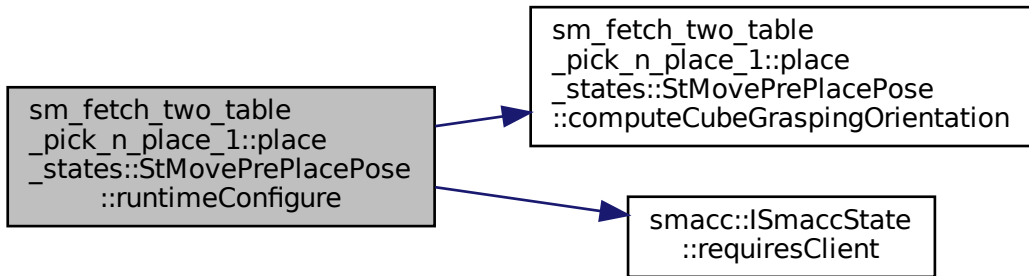 sm_fetch_two_table
_pick_n_place_1::place
_states::StMovePrePlacePose
::runtimeConfigure
sm_fetch_two_table
_pick_n_place_1::place
_states::StMovePrePlacePose
::computeCubeGraspingOrientation
smacc::ISmaccState
::requiresClient